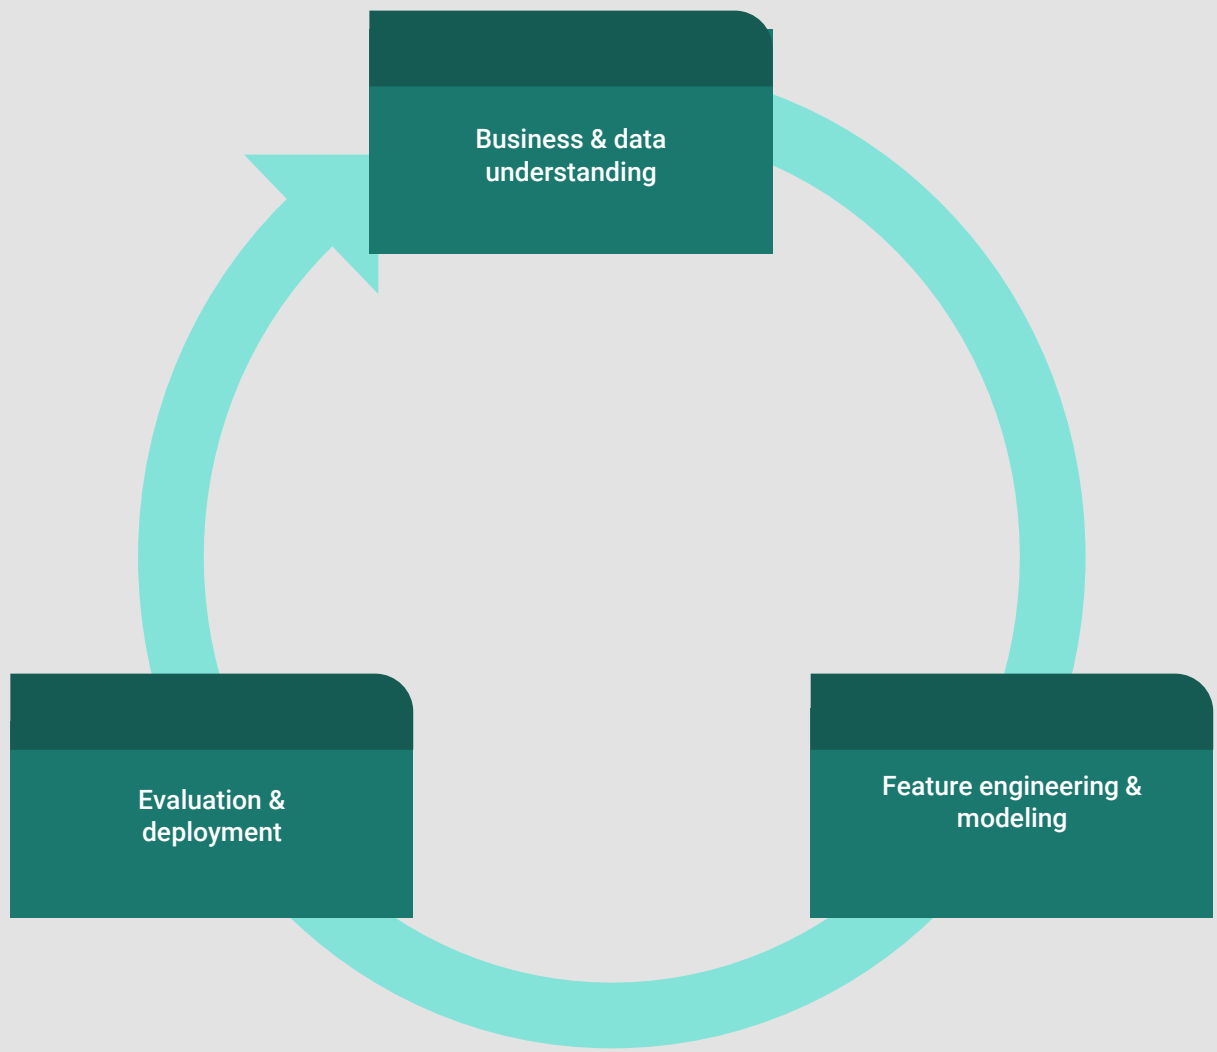 Business & data
understanding
Evaluation &
deployment
Feature engineering &
modeling